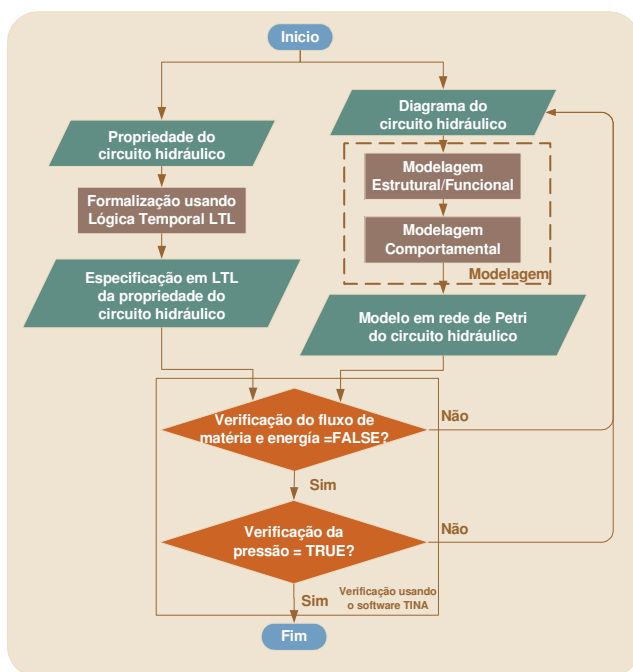 Inicio
Propriedade do
circuito hidráulico
Formalização usando
Lógica Temporal LTL
Especificação em LTL
da propriedade do
circuito hidráulico
Diagrama do
circuito hidráulico
Modelagem
Estrutural/Funcional
Modelagem
Comportamental
Modelagem
Modelo em rede de Petri
do circuito hidráulico
Verificação do fluxo de
matéria e energía =FALSE?
Não
Sim
Verificação da
pressão = TRUE?
Não
Sim
Verificação usando
o software TINA
Fim